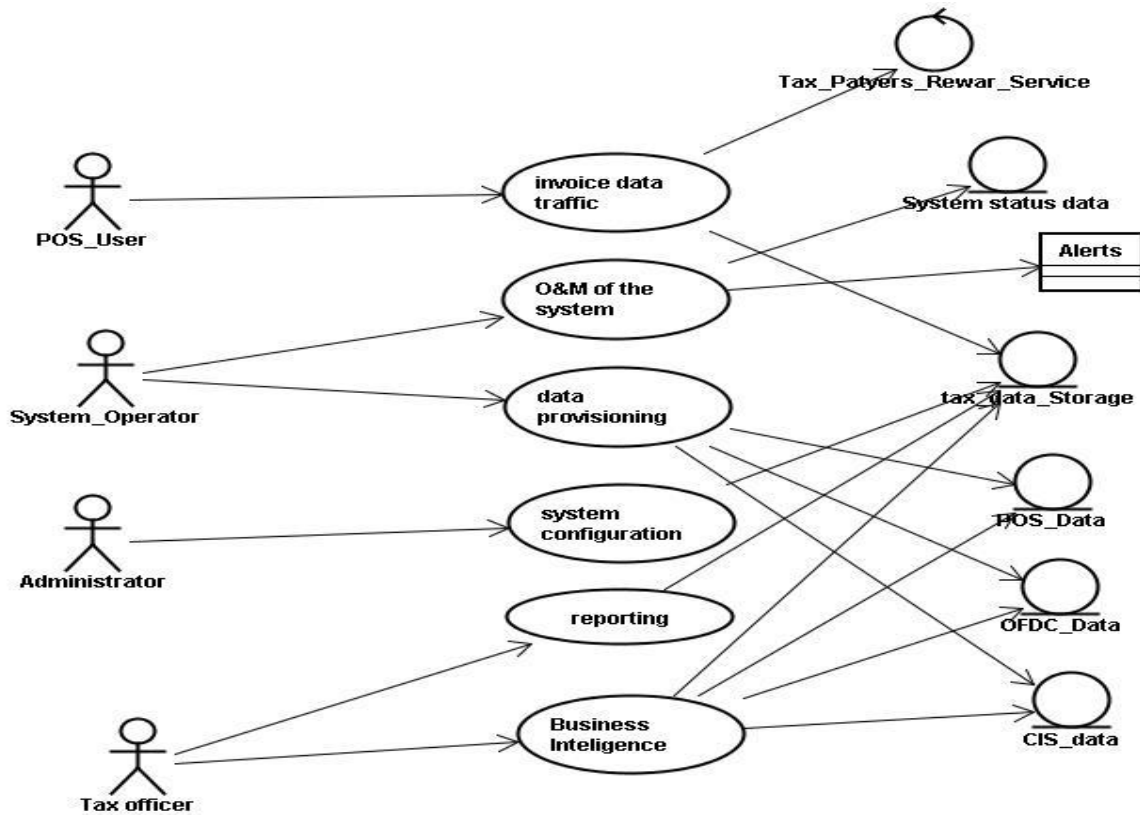 Tax_Patyers_Rewar_Service
invoice data
traffic
System status data
POS_User
Alerts
O&M of the
system
System_Operator
data
provisioning
tax_data_Storage
system
configuration
POS_Data
Administrator
reporting
OFDC_Data
Business
Inteligence
CIS_data
Tax officer